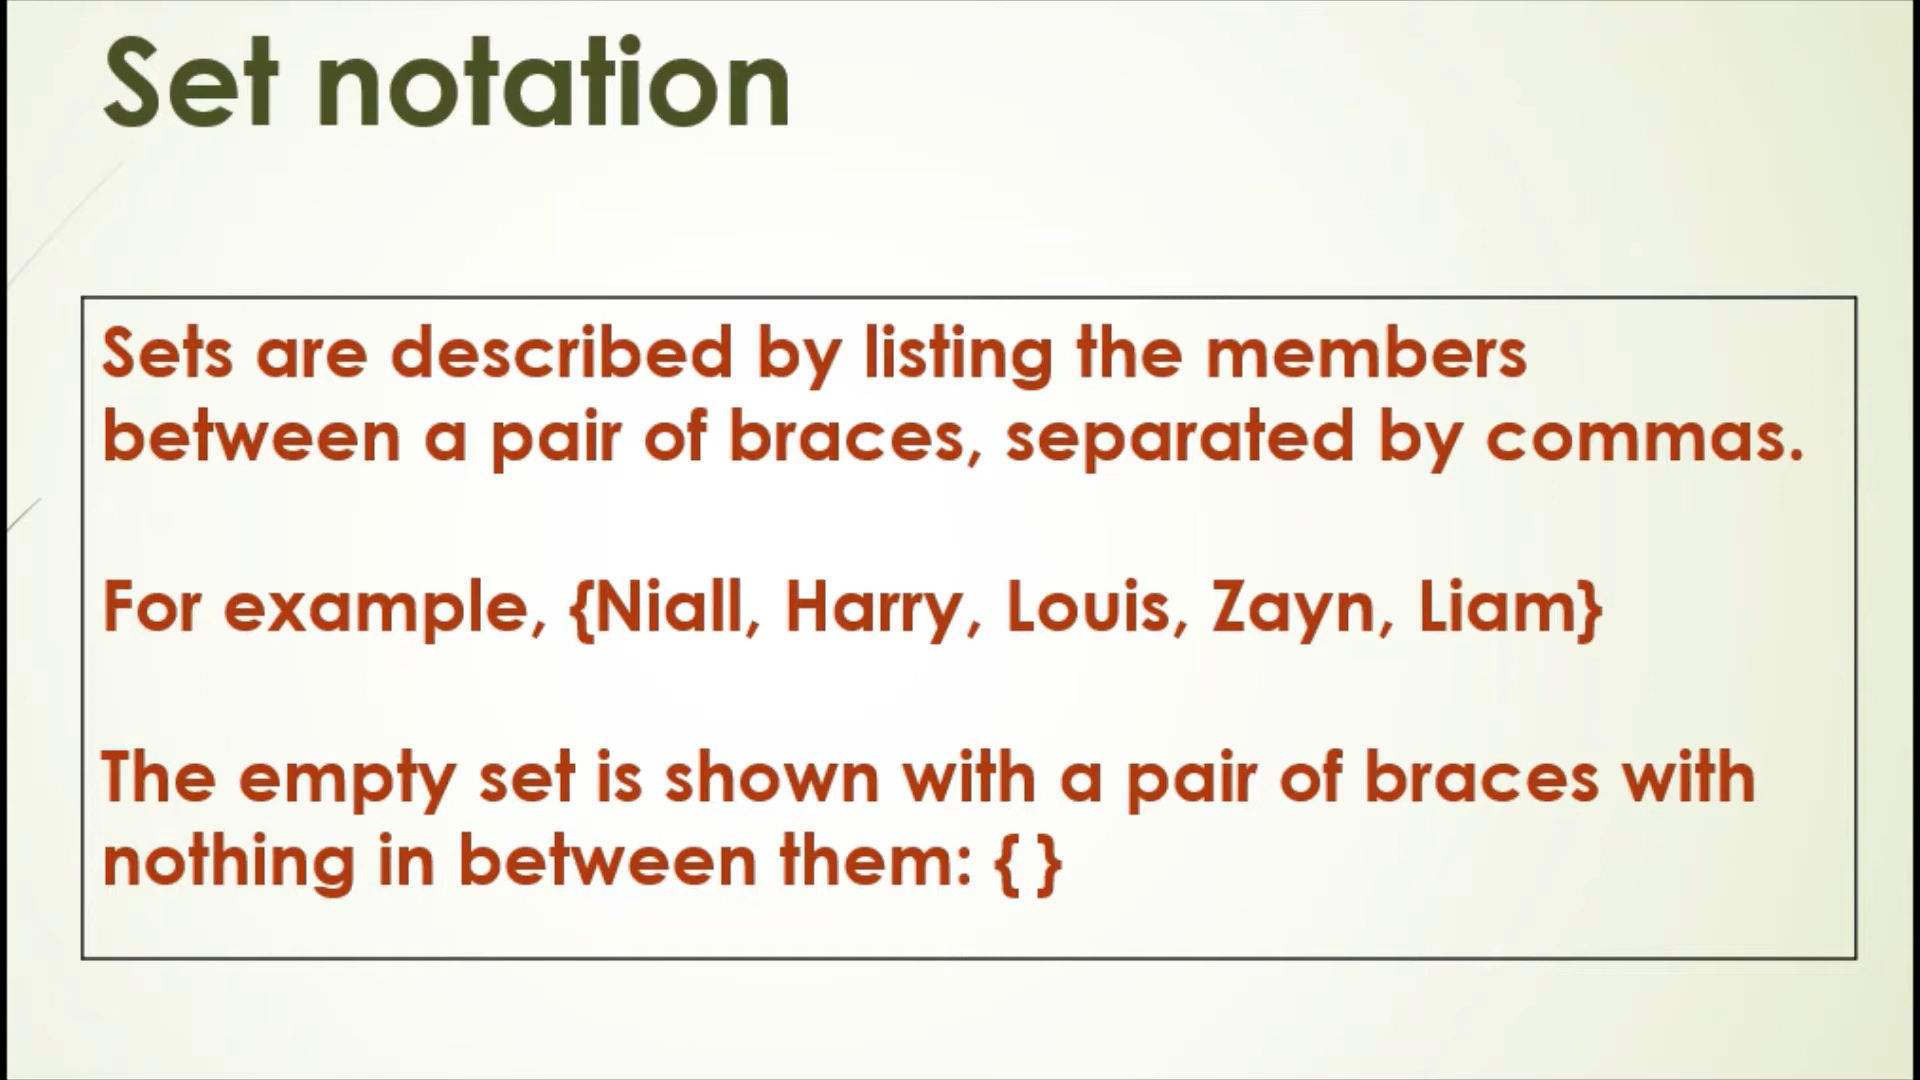 Set notation
Sets are described by listing the members
between a pair of braces, separated by commas.
For example, {Niall, Harry, Louis, Zayn, Liam}
The empty set is shown with a pair of braces with
nothing in between them: { }